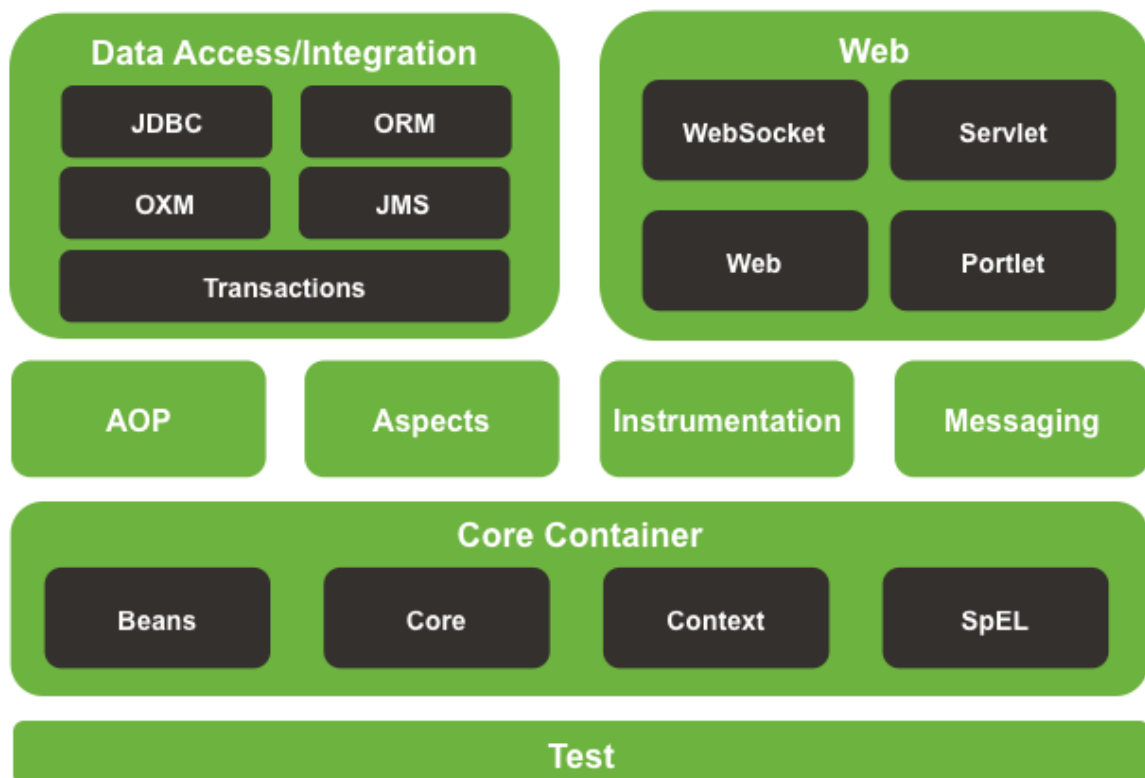 Data Access/Integration
JDBC
ORM
OXM
JMS
Transactions
Web
WebSocket
Servlet
Web
Portlet
AOP
Aspects
Instrumentation
Messaging
Core Container
Beans
Core
Context
SpEL
Test